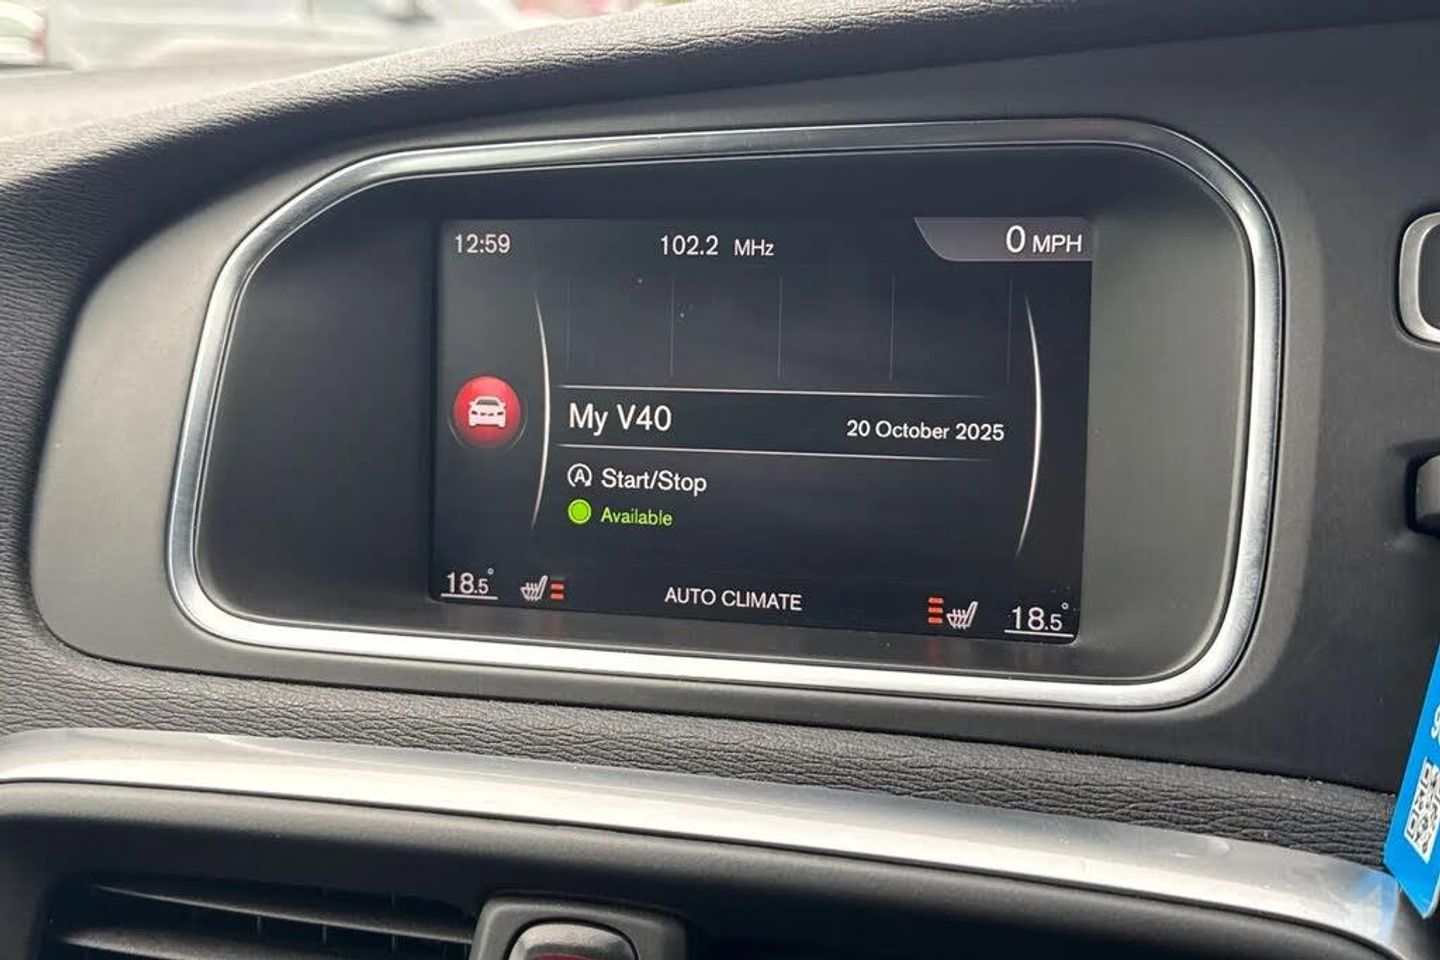 12:59 102.2 MHz 0 MPH
My V40 20 October 2025
A Start/Stop
Available
18.5° AUTO CLIMATE 18.5°